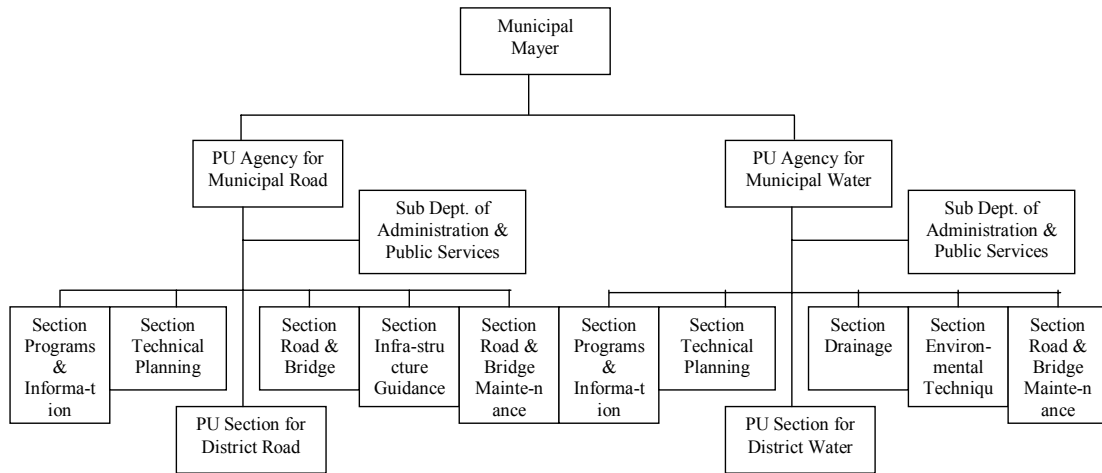 Municipal
Mayer
PU Agency for
Municipal Road
PU Agency for
Municipal Water
Sub Dept. of
Administration &
Public Services
Sub Dept. of
Administration &
Public Services
Section
Programs
&
Informa-t
ion
Section
Technical
Planning
Section
Road &
Bridge
Section
Infra-stru
cture
Guidance
Section
Road &
Bridge
Mainte-n
ance
Section
Programs
&
Informa-t
ion
Section
Technical
Planning
Section
Drainage
Section
Environ-
mental
Techniqu
Section
Road &
Bridge
Mainte-n
ance
PU Section for
District Road
PU Section for
District Water